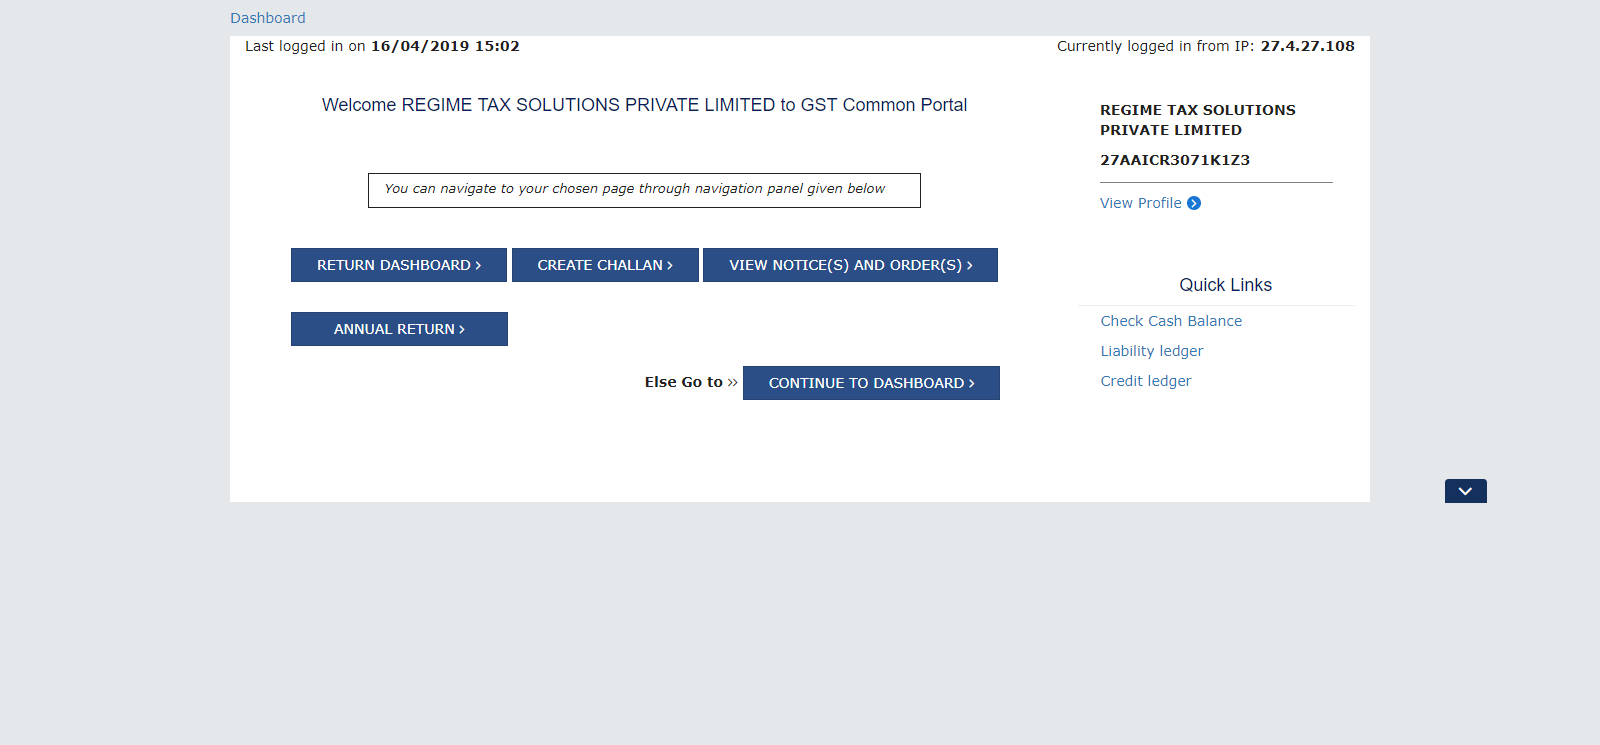 Dashboard
Last logged in on 16/04/2019 15:02
Currently logged in from IP: 27.4.27.108
Welcome REGIME TAX SOLUTIONS PRIVATE LIMITED to GST Common Portal
You can navigate to your chosen page through navigation panel given below
RETURN DASHBOARD >
CREATE CHALLAN >
VIEW NOTICE(S) AND ORDER(S) >
ANNUAL RETURN >
Else Go to >>
CONTINUE TO DASHBOARD >
REGIME TAX SOLUTIONS
PRIVATE LIMITED
27AAICR3071K1Z3
View Profile
Quick Links
Check Cash Balance
Liability ledger
Credit ledger